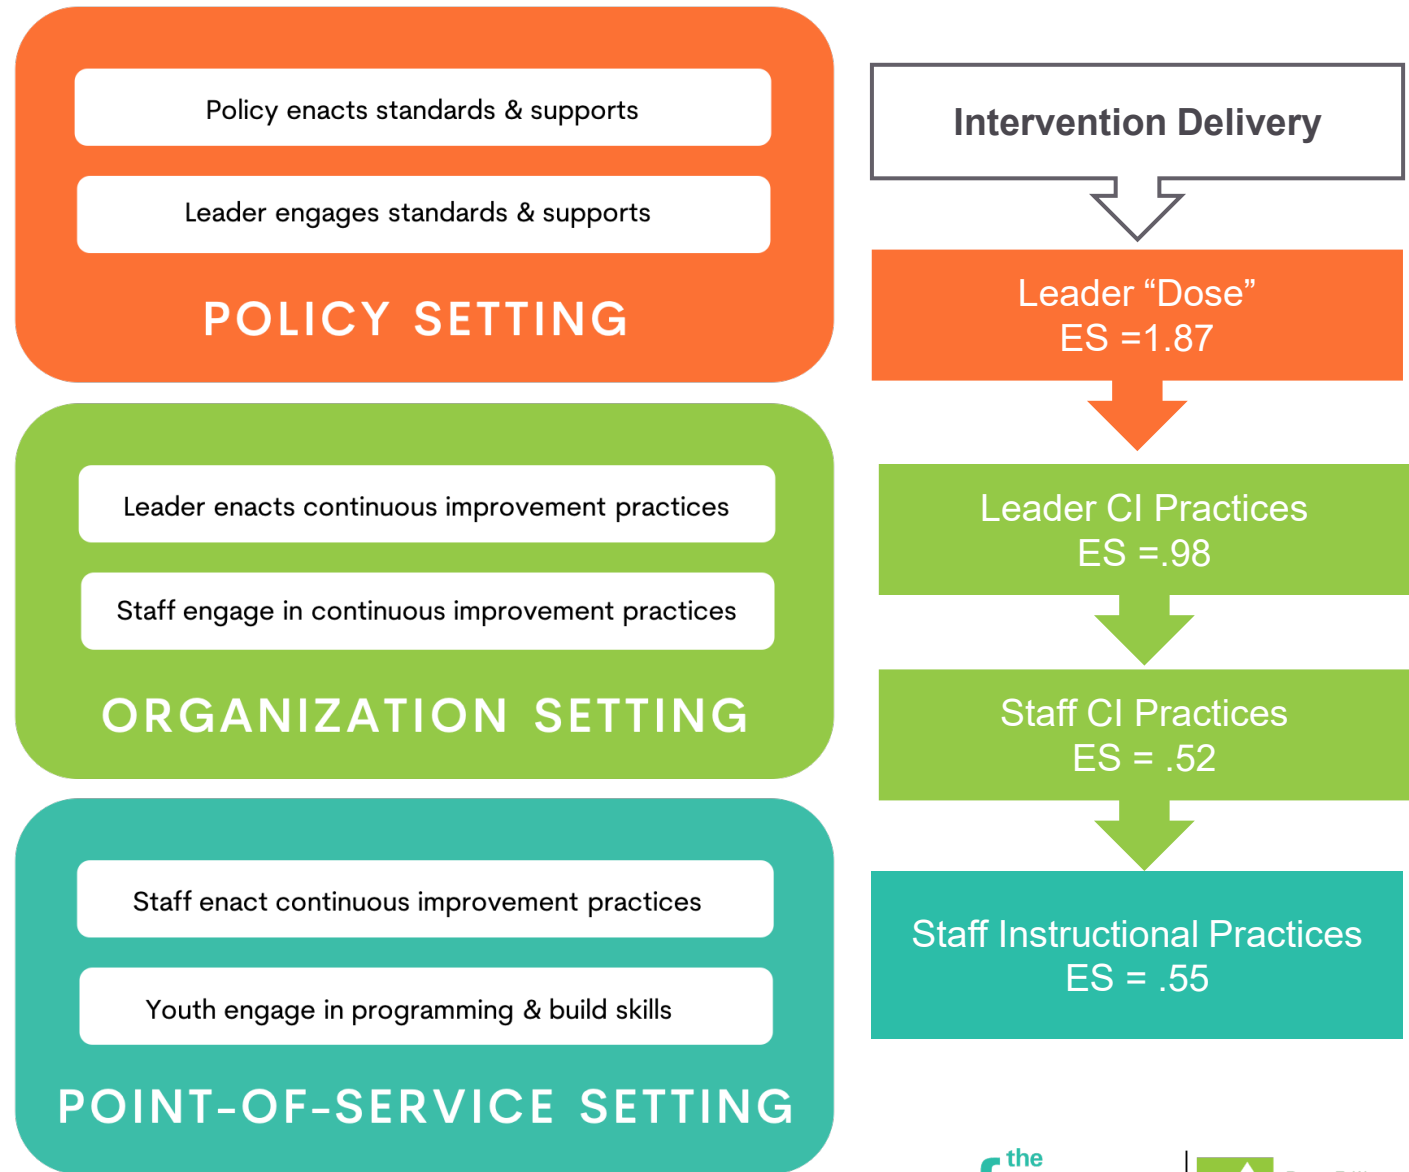 Policy enacts standards & supports
Leader engages standards & supports
POLICY SETTING
Leader enacts continuous improvement practices
Staff engage in continuous improvement practices
ORGANIZATION SETTING
Staff enact continuous improvement practices
Youth engage in programming & build skills
POINT-OF-SERVICE SETTING
Intervention Delivery
Leader “Dose”
ES =1.87
Leader CI Practices
ES =.98
Staff CI Practices
ES = .52
Staff Instructional Practices
ES = .55
the